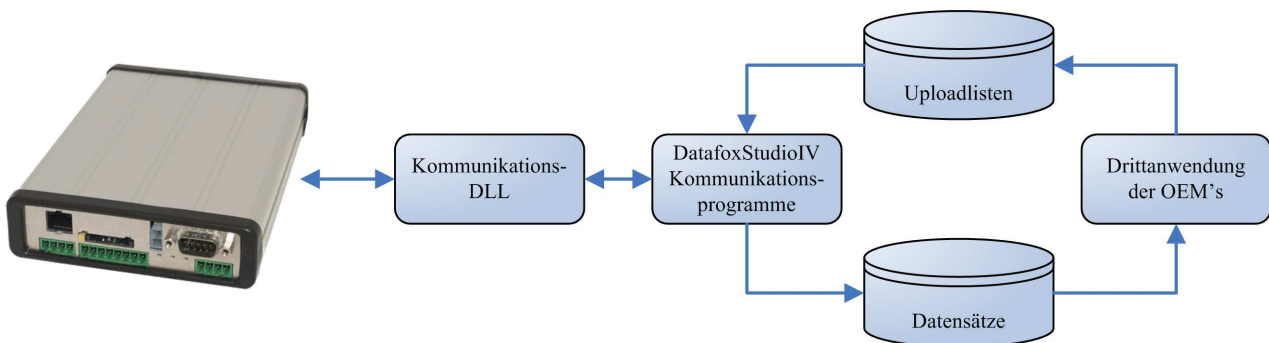 Kommunikations-
DLL
DatafoxStudioIV
Kommunikations-
programme
Uploadlisten
Datensätze
Drittanwendung
der OEM's